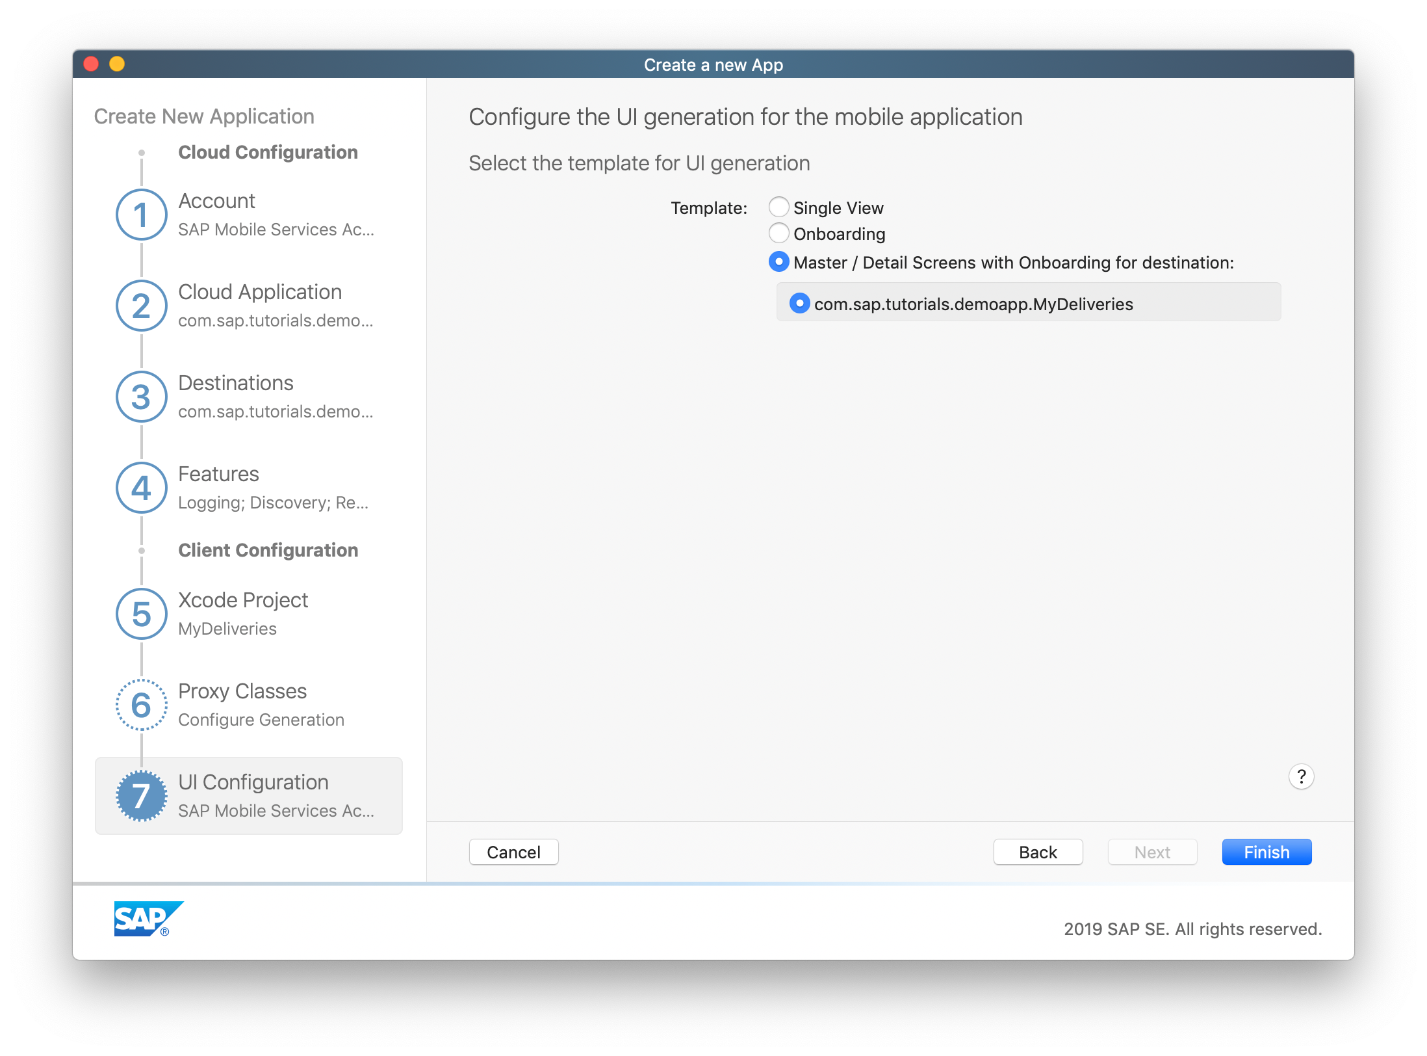 Create a new App
Create New Application
Cloud Configuration
1
Account
SAP Mobile Services Ac...
2
Cloud Application
com.sap.tutorials.demo...
3
Destinations
com.sap.tutorials.demo...
4
Features
Logging; Discovery; Re...
Client Configuration
5
Xcode Project
MyDeliveries
6
Proxy Classes
Configure Generation
7
UI Configuration
SAP Mobile Services Ac...
Configure the UI generation for the mobile application
Select the template for UI generation
Template: Single View
Onboarding
Master / Detail Screens with Onboarding for destination:
com.sap.tutorials.demoapp.MyDeliveries
?
Cancel Back Next Finish
SAP®
2019 SAP SE. All rights reserved.